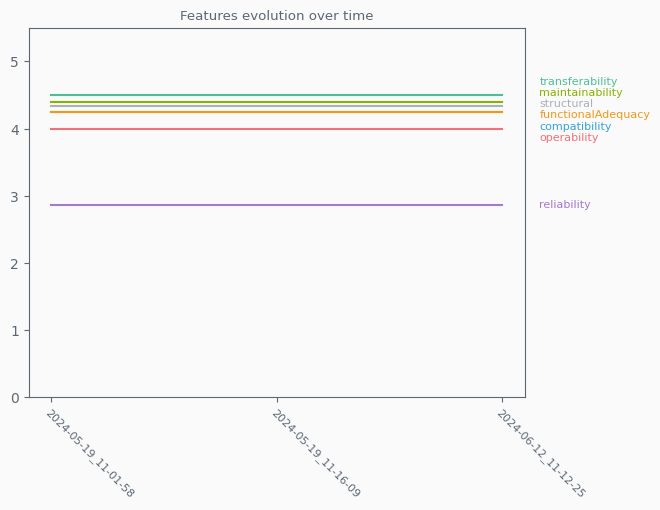 Features evolution over time
5
4
3
2
1
0
transferability
maintainability
structural
functionalAdequacy
compatibility
operability
reliability
2024-05-19_11-01-58
2024-05-19_11-16-09
2024-06-12_11-12-25